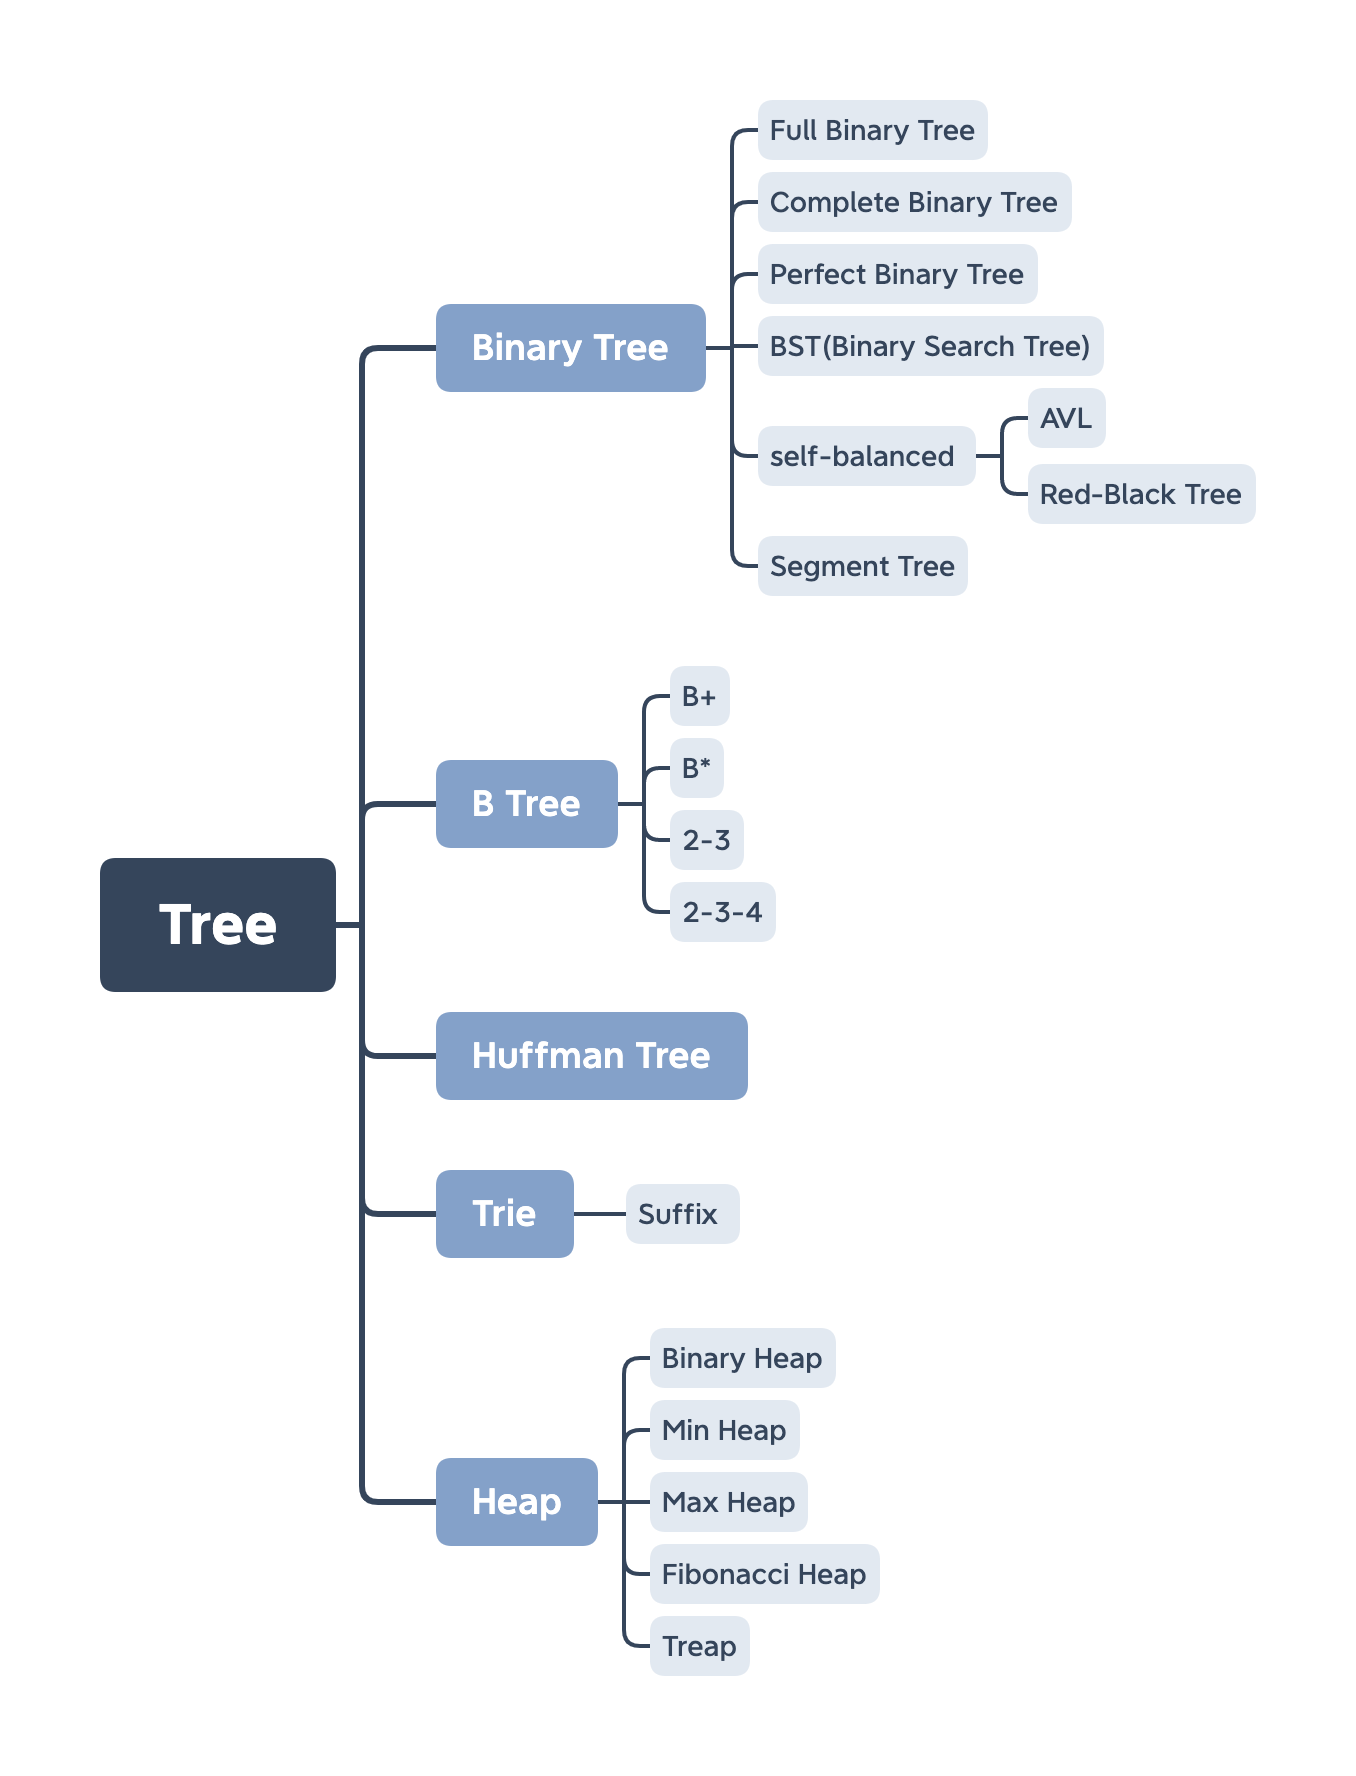 Tree
Binary Tree
Full Binary Tree
Complete Binary Tree
Perfect Binary Tree
BST(Binary Search Tree)
self-balanced
AVL
Red-Black Tree
Segment Tree
B Tree
B+
B*
2-3
2-3-4
Huffman Tree
Trie
Suffix
Heap
Binary Heap
Min Heap
Max Heap
Fibonacci Heap
Treap